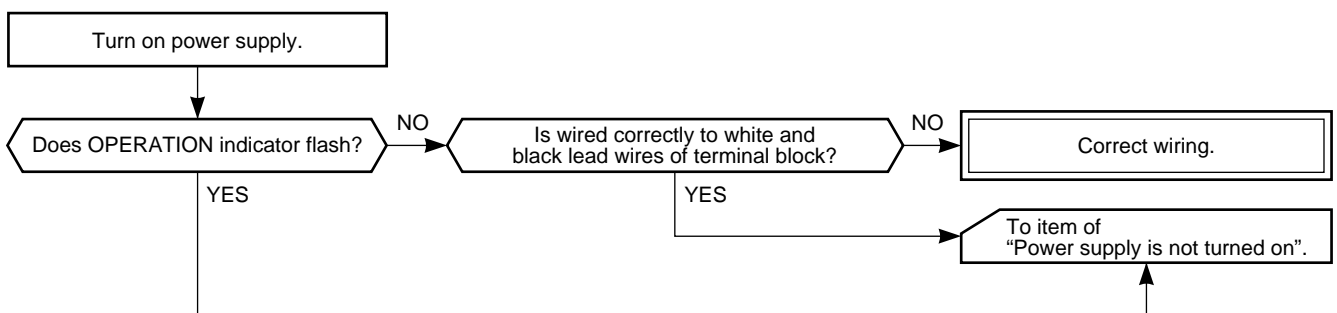 Turn on power supply.
Does OPERATION indicator flash?
NO
Is wired correctly to white and
black lead wires of terminal block?
NO
Correct wiring.
YES
YES
To item of
“Power supply is not turned on”.